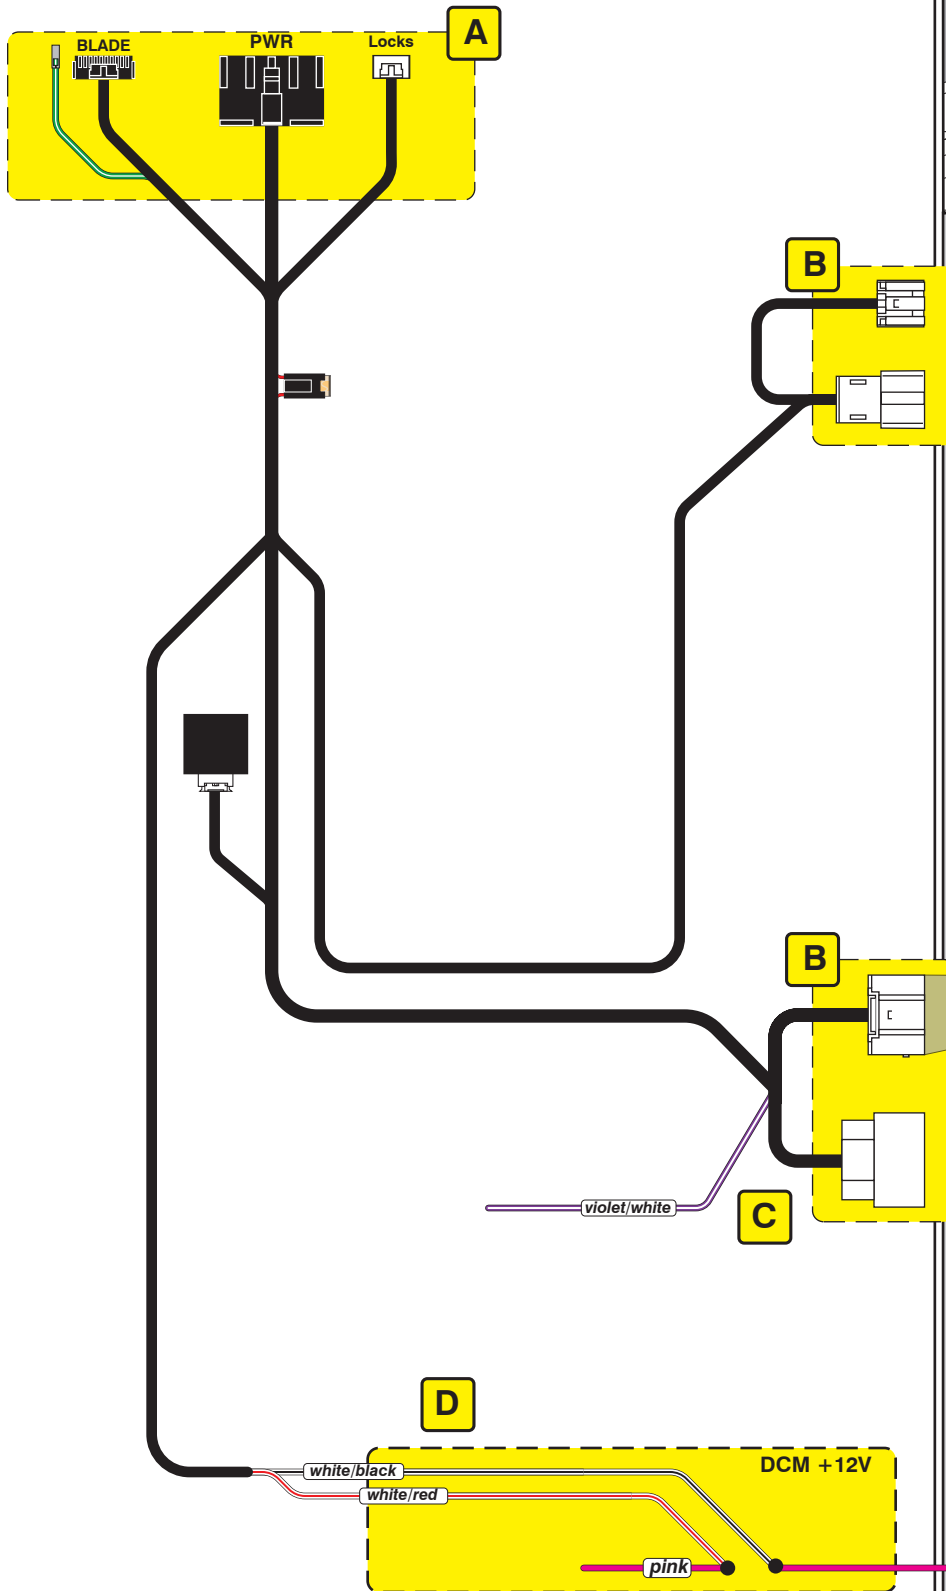 A
BLADE
PWR
Locks
B
B
violet/white
C
D
DCM +12V
white/black
white/red
pink